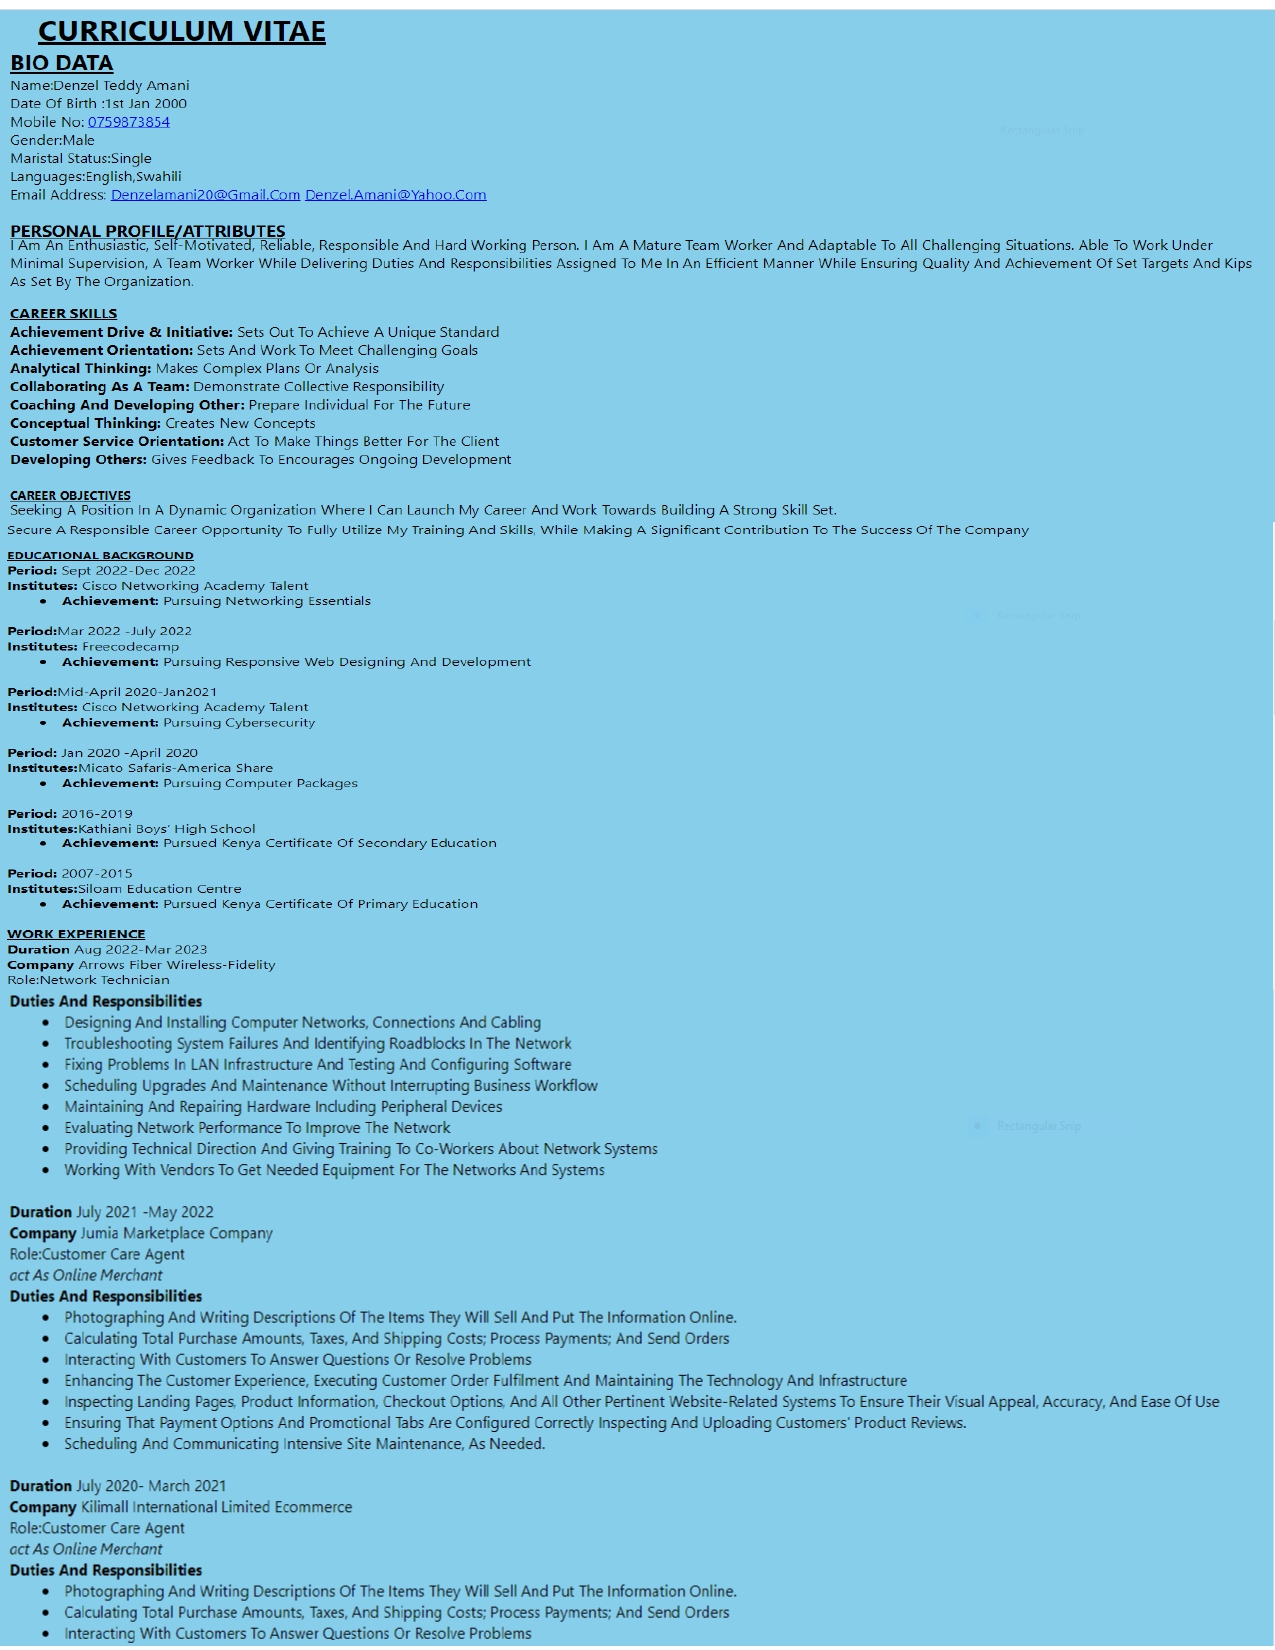 CURRICULUM VITAE
BIO DATA
Name:Denzel Teddy Amani
Date Of Birth :1st Jan 2000
Mobile No: 0759873854
Gender:Male
Maristal Status:Single
Languages:English,Swahili
Email Address: Denzelamani20@Gmail.Com Denzel.Amani@Yahoo.Com
PERSONAL PROFILE/ATTRIBUTES
I Am An Enthusiastic, Self-Motivated, Reliable, Responsible And Hard Working Person. I Am A Mature Team Worker And Adaptable To All Challenging Situations. Able To Work Under
Minimal Supervision, A Team Worker While Delivering Duties And Responsibilities Assigned To Me In An Efficient Manner While Ensuring Quality And Achievement Of Set Targets And Kips
As Set By The Organization.
CAREER SKILLS
Achievement Drive & Initiative: Sets Out To Achieve A Unique Standard
Achievement Orientation: Sets And Work To Meet Challenging Goals
Analytical Thinking: Makes Complex Plans Or Analysis
Collaborating As A Team: Demonstrate Collective Responsibility
Coaching And Developing Other: Prepare Individual For The Future
Conceptual Thinking: Creates New Concepts
Customer Service Orientation: Act To Make Things Better For The Client
Developing Others: Gives Feedback To Encourages Ongoing Development
CAREER OBJECTIVES
Seeking A Position In A Dynamic Organization Where I Can Launch My Career And Work Towards Building A Strong Skill Set.
Secure A Responsible Career Opportunity To Fully Utilize My Training And Skills, While Making A Significant Contribution To The Success Of The Company
EDUCATIONAL BACKGROUND
Period: Sept 2022-Dec 2022
Institutes: Cisco Networking Academy Talent
• Achievement: Pursuing Networking Essentials
Period:Mar 2022 -July 2022
Institutes: Freecodecamp
• Achievement: Pursuing Responsive Web Designing And Development
Period:Mid-April 2020-Jan2021
Institutes: Cisco Networking Academy Talent
• Achievement: Pursuing Cybersecurity
Period: Jan 2020 -April 2020
Institutes:Micato Safaris-America Share
• Achievement: Pursuing Computer Packages
Period: 2016-2019
Institutes:Kathiani Boys' High School
• Achievement: Pursued Kenya Certificate Of Secondary Education
Period: 2007-2015
Institutes:Siloam Education Centre
• Achievement: Pursued Kenya Certificate Of Primary Education
WORK EXPERIENCE
Duration Aug 2022-Mar 2023
Company Arrows Fiber Wireless-Fidelity
Role:Network Technician
Duties And Responsibilities
• Designing And Installing Computer Networks, Connections And Cabling
• Troubleshooting System Failures And Identifying Roadblocks In The Network
• Fixing Problems In LAN Infrastructure And Testing And Configuring Software
• Scheduling Upgrades And Maintenance Without Interrupting Business Workflow
• Maintaining And Repairing Hardware Including Peripheral Devices
• Evaluating Network Performance To Improve The Network
• Providing Technical Direction And Giving Training To Co-Workers About Network Systems
• Working With Vendors To Get Needed Equipment For The Networks And Systems
Duration July 2021 -May 2022
Company Jumia Marketplace Company
Role:Customer Care Agent
act As Online Merchant
Duties And Responsibilities
• Photographing And Writing Descriptions Of The Items They Will Sell And Put The Information Online.
• Calculating Total Purchase Amounts, Taxes, And Shipping Costs; Process Payments; And Send Orders
• Interacting With Customers To Answer Questions Or Resolve Problems
• Enhancing The Customer Experience, Executing Customer Order Fulfilment And Maintaining The Technology And Infrastructure
• Inspecting Landing Pages, Product Information, Checkout Options, And All Other Pertinent Website-Related Systems To Ensure Their Visual Appeal, Accuracy, And Ease Of Use
• Ensuring That Payment Options And Promotional Tabs Are Configured Correctly Inspecting And Uploading Customers' Product Reviews.
• Scheduling And Communicating Intensive Site Maintenance, As Needed.
Duration July 2020- March 2021
Company Kilimall International Limited Ecommerce
Role:Customer Care Agent
act As Online Merchant
Duties And Responsibilities
• Photographing And Writing Descriptions Of The Items They Will Sell And Put The Information Online.
• Calculating Total Purchase Amounts, Taxes, And Shipping Costs; Process Payments; And Send Orders
• Interacting With Customers To Answer Questions Or Resolve Problems
Rectangular Snip
Rectangular Snip
Rectangular Snip